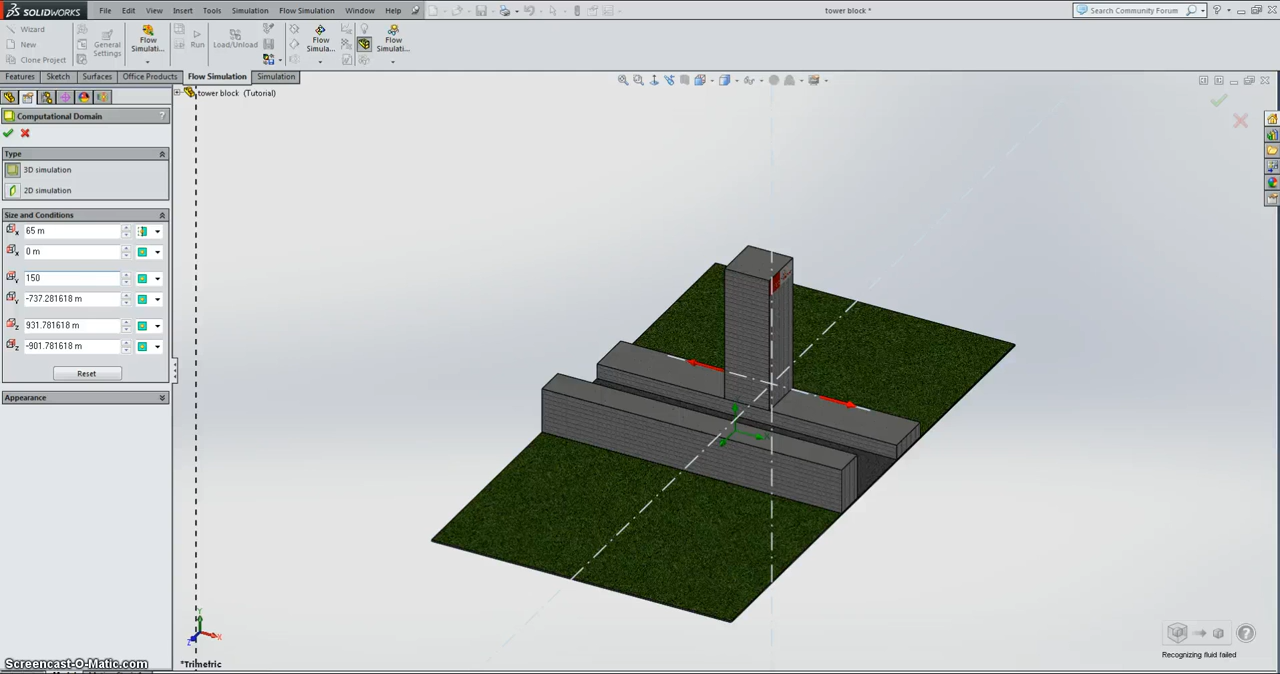 SOLIDWORKS File Edit View Insert Tools Simulation Flow Simulation Window Help tower block * Search Community Forum
Wizard
New
Clone Project
General Settings
Flow Simulat...
Run
Load/Unload
Flow Simula...
Flow Simulati...
Features Sketch Surfaces Office Products Flow Simulation Simulation
tower block (Tutorial)
Computational Domain ?
Type
3D simulation
2D simulation
Size and Conditions
65 m
0 m
150
-737.281618 m
931.781618 m
-901.781618 m
Reset
Appearance
Recognizing fluid failed
*Trimetric
Screencast-O-Matic.com